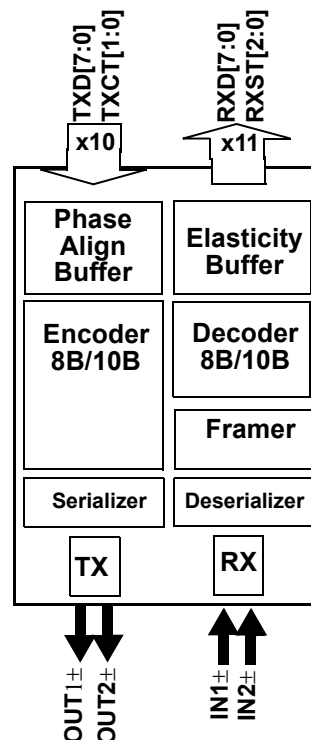 TXD[7:0]
TXCT[1:0]
RXD[7:0]
RXST[2:0]
x10
x11
Phase
Align
Buffer
Elasticity
Buffer
Encoder
8B/10B
Decoder
8B/10B
Framer
Serializer
Deserializer
TX
RX
OUT1±
OUT2±
IN1±
IN2±